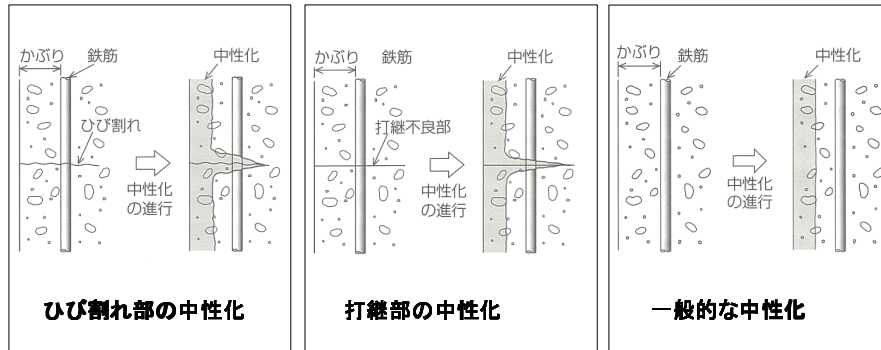 かぶり 鉄筋
中性化
ひび割れ
中性化
の進行
ひび割れ部の中性化
かぶり 鉄筋
中性化
打継不良部
中性化
の進行
打継部の中性化
かぶり 鉄筋
中性化
中性化
の進行
一般的な中性化